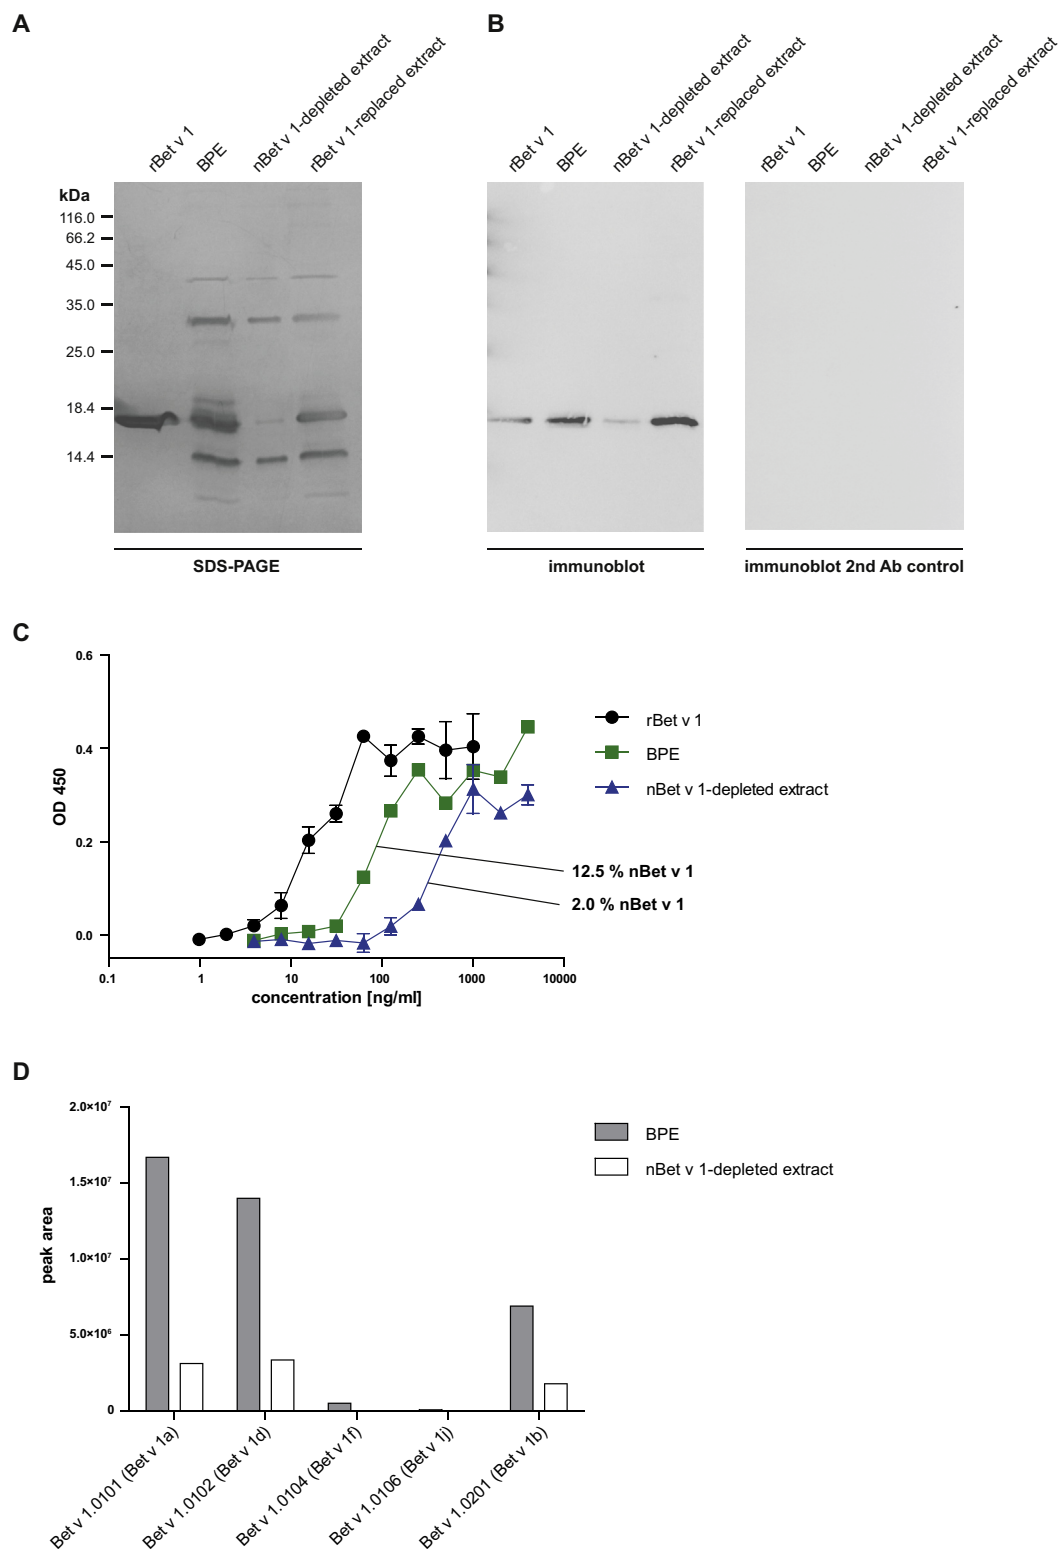 A
rBet v 1
BPE
nBet v 1-depleted extract
rBet v 1-replaced extract
kDa
116.0
66.2
45.0
35.0
25.0
18.4
14.4
SDS-PAGE
B
rBet v 1
BPE
nBet v 1-depleted extract
rBet v 1-replaced extract
rBet v 1
BPE
nBet v 1-depleted extract
rBet v 1-replaced extract
immunoblot
immunoblot 2nd Ab control
C
OD 450
0.6
0.4
0.2
0.0
0.1
1
10
100
1000
10000
concentration [ng/ml]
rBet v 1
BPE
nBet v 1-depleted extract
12.5 % nBet v 1
2.0 % nBet v 1
D
peak area
2.0×10⁷
1.5×10⁷
1.0×10⁷
5.0×10⁶
0
BPE
nBet v 1-depleted extract
Bet v 1.0101 (Bet v 1a)
Bet v 1.0102 (Bet v 1d)
Bet v 1.0104 (Bet v 1f)
Bet v 1.0106 (Bet v 1j)
Bet v 1.0201 (Bet v 1b)